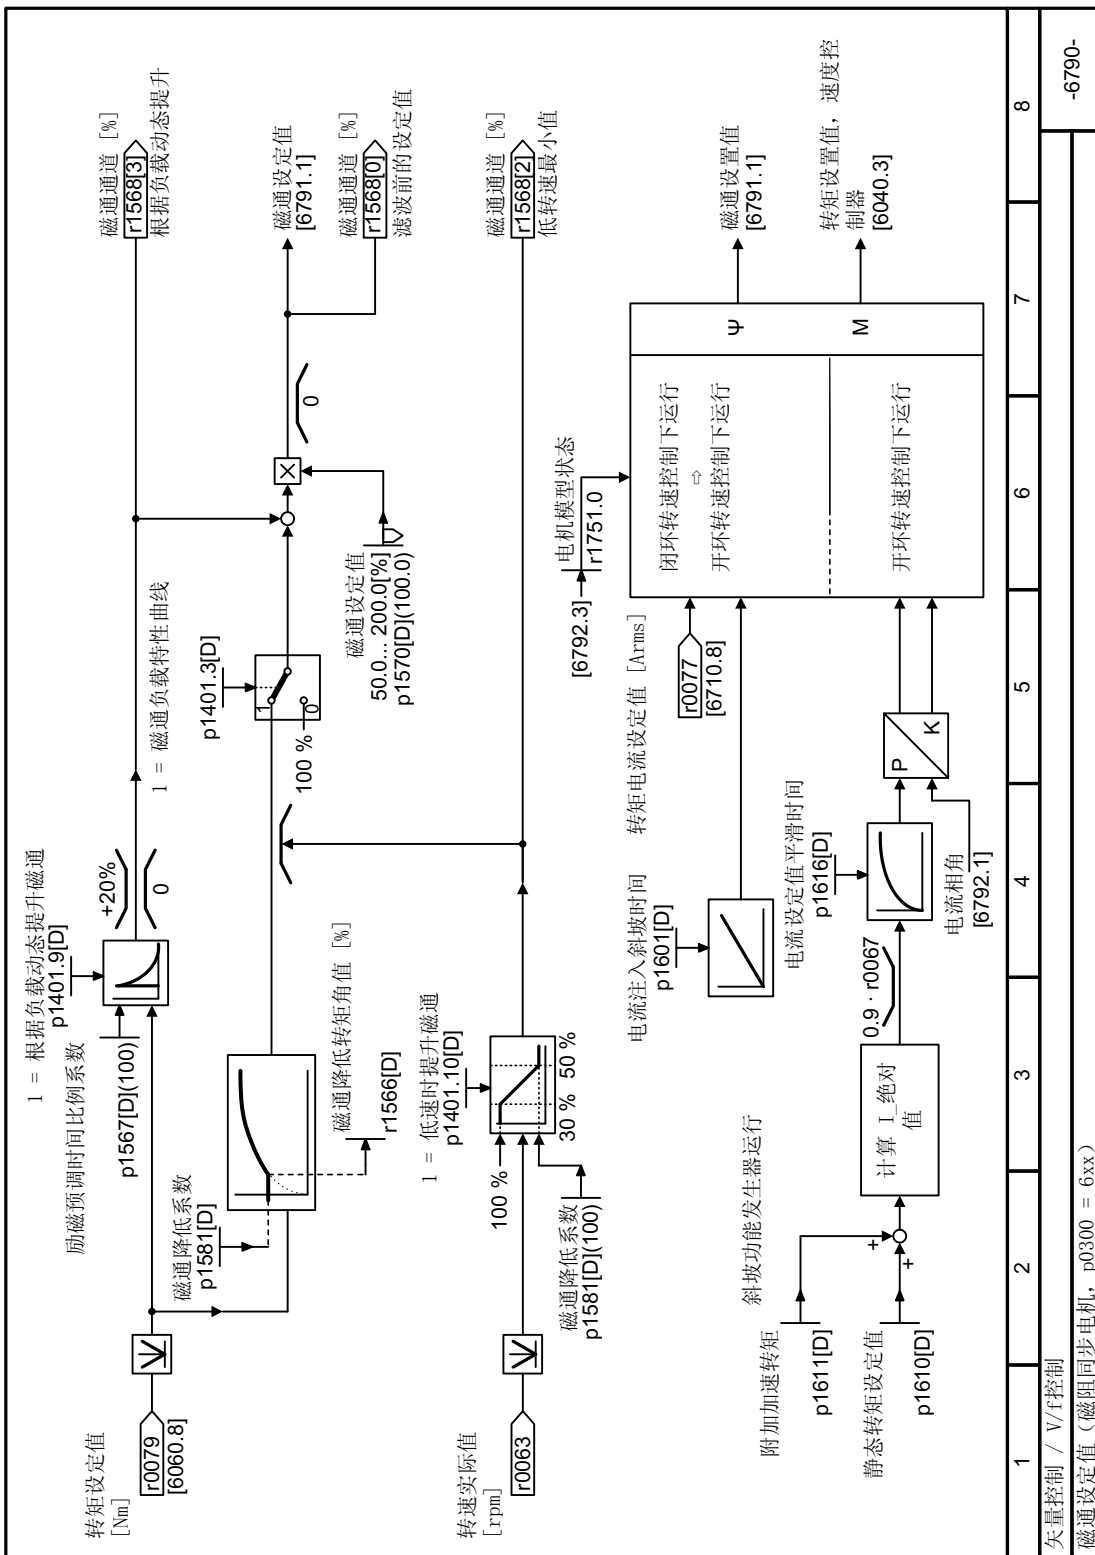 转矩设定值
[Nm]
r0079
[6060.8]
励磁预调时间比例系数
p1567[D](100)
1 = 根据负载动态提升磁通
p1401.9[D]
+20%
0
磁通通道 [%]
r1568[3]
根据负载动态提升
磁通降低系数
p1581[D]
磁通降低转矩角值 [%]
r1566[D]
1 = 磁通负载特性曲线
p1401.3[D]
1
0
100 %
磁通设定值
50.0... 200.0[%]
p1570[D](100.0)
0
磁通设定值
[6791.1]
磁通通道 [%]
r1568[0]
滤波前的设定值
转速实际值
[rpm]
r0063
1 = 低速时提升磁通
p1401.10[D]
100 %
30 %
50 %
磁通降低系数
p1581[D](100)
磁通通道 [%]
r1568[2]
低转速最小值
电机模型状态
r1751.0
[6792.3]
转矩电流设定值 [Arms]
r0077
[6710.8]
电流注入斜坡时间
p1601[D]
闭环转速控制下运行
⇨
开环转速控制下运行
开环转速控制下运行
Ψ
M
磁通设置值
[6791.1]
转矩设置值，速度控
制器
[6040.3]
附加加速转矩
p1611[D]
斜坡功能发生器运行
静态转矩设定值
p1610[D]
+
+
计算 I_绝对
值
0.9 · r0067
电流设定值平滑时间
p1616[D]
P
K
电流相角
[6792.1]
1
2
3
4
5
6
7
8
矢量控制 / V/f控制
磁通设定值（磁阻同步电机，p0300 = 6xx）
-6790-